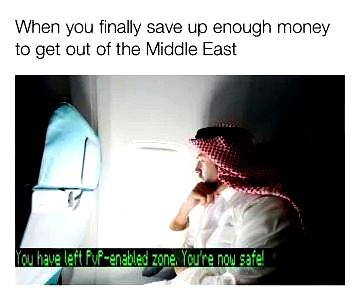 When you finally save up enough money
to get out of the Middle East
You have left PvP-enabled zone. You're now safe!